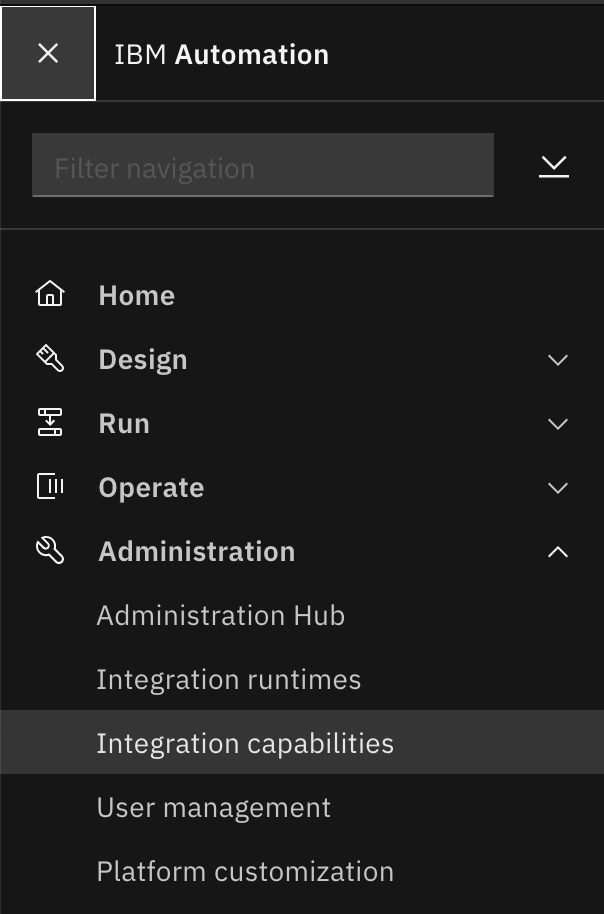 IBM Automation
Filter navigation
Home
Design
Run
Operate
Administration
Administration Hub
Integration runtimes
Integration capabilities
User management
Platform customization